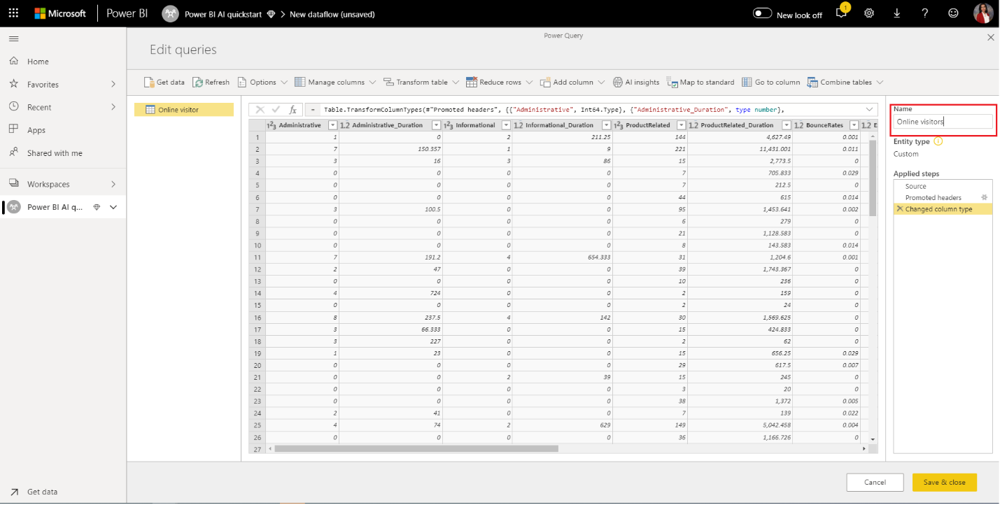 Microsoft Power BI Power BI AI quickstart > New dataflow (unsaved) New look off 1
Power Query
Edit queries
Home
Favorites
Recent
Apps
Shared with me
Workspaces
Power BI AI q...
Get data
Get data Refresh Options Manage columns Transform table Reduce rows Add column AI insights Map to standard Go to column Combine tables
Online visitor
fx = Table.TransformColumnTypes(#"Promoted headers", {{"Administrative", Int64.Type}, {"Administrative_Duration", type number},
1²3 Administrative 1.2 Administrative_Duration 1²3 Informational 1.2 Informational_Duration 1²3 ProductRelated 1.2 ProductRelated_Duration 1.2 BounceRates 1.2 E
1 1 0 2 211.25 144 4,627.49 0.001
2 7 150.357 1 9 221 11,431.001 0.011
3 3 16 3 86 15 2,773.5 0
4 0 0 0 0 7 705.833 0.029
5 0 0 0 0 7 212.5 0
6 0 0 0 0 44 615 0.014
7 3 100.5 0 0 95 1,453.641 0.002
8 0 0 0 0 6 279 0
9 0 0 0 0 21 1,128.583 0
10 0 0 0 0 8 143.583 0.014
11 7 191.2 4 654.333 31 1,204.6 0.001
12 2 47 0 0 39 1,743.367 0
13 0 0 0 0 10 236 0
14 4 724 0 0 2 159 0
15 0 0 0 0 2 24 0
16 8 237.5 4 142 30 1,569.625 0
17 3 66.333 0 0 15 424.833 0
18 3 227 0 0 2 62 0
19 1 23 0 0 15 656.25 0.029
20 0 0 0 0 29 617.5 0.007
21 0 0 2 39 15 245 0
22 0 0 0 0 3 20 0
23 0 0 0 0 38 1,372 0.005
24 2 41 0 0 7 139 0.022
25 4 74 2 629 149 5,042.458 0.004
26 0 0 0 0 36 1,166.726 0
27
Name
Online visitors
Entity type
Custom
Applied steps
Source
Promoted headers
Changed column type
Cancel Save & close